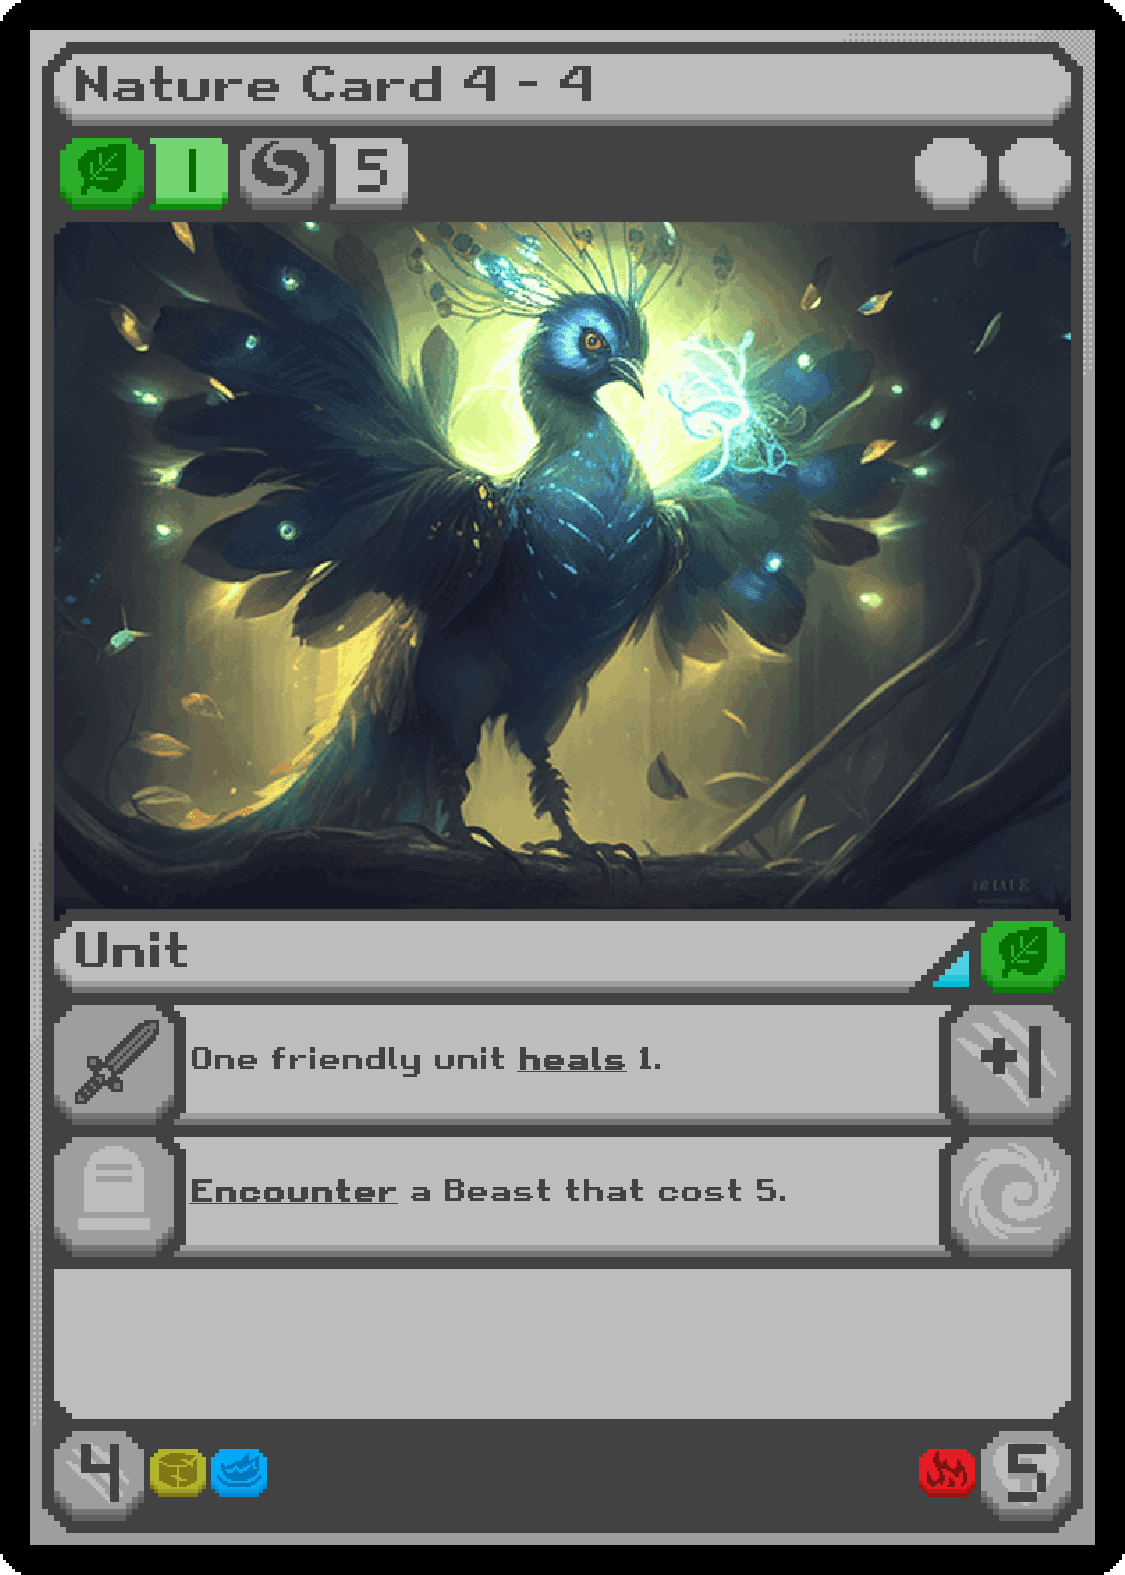 Nature Card 4 - 4
1 5
Unit
One friendly unit heals 1.
+1
Encounter a Beast that cost 5.
4 5